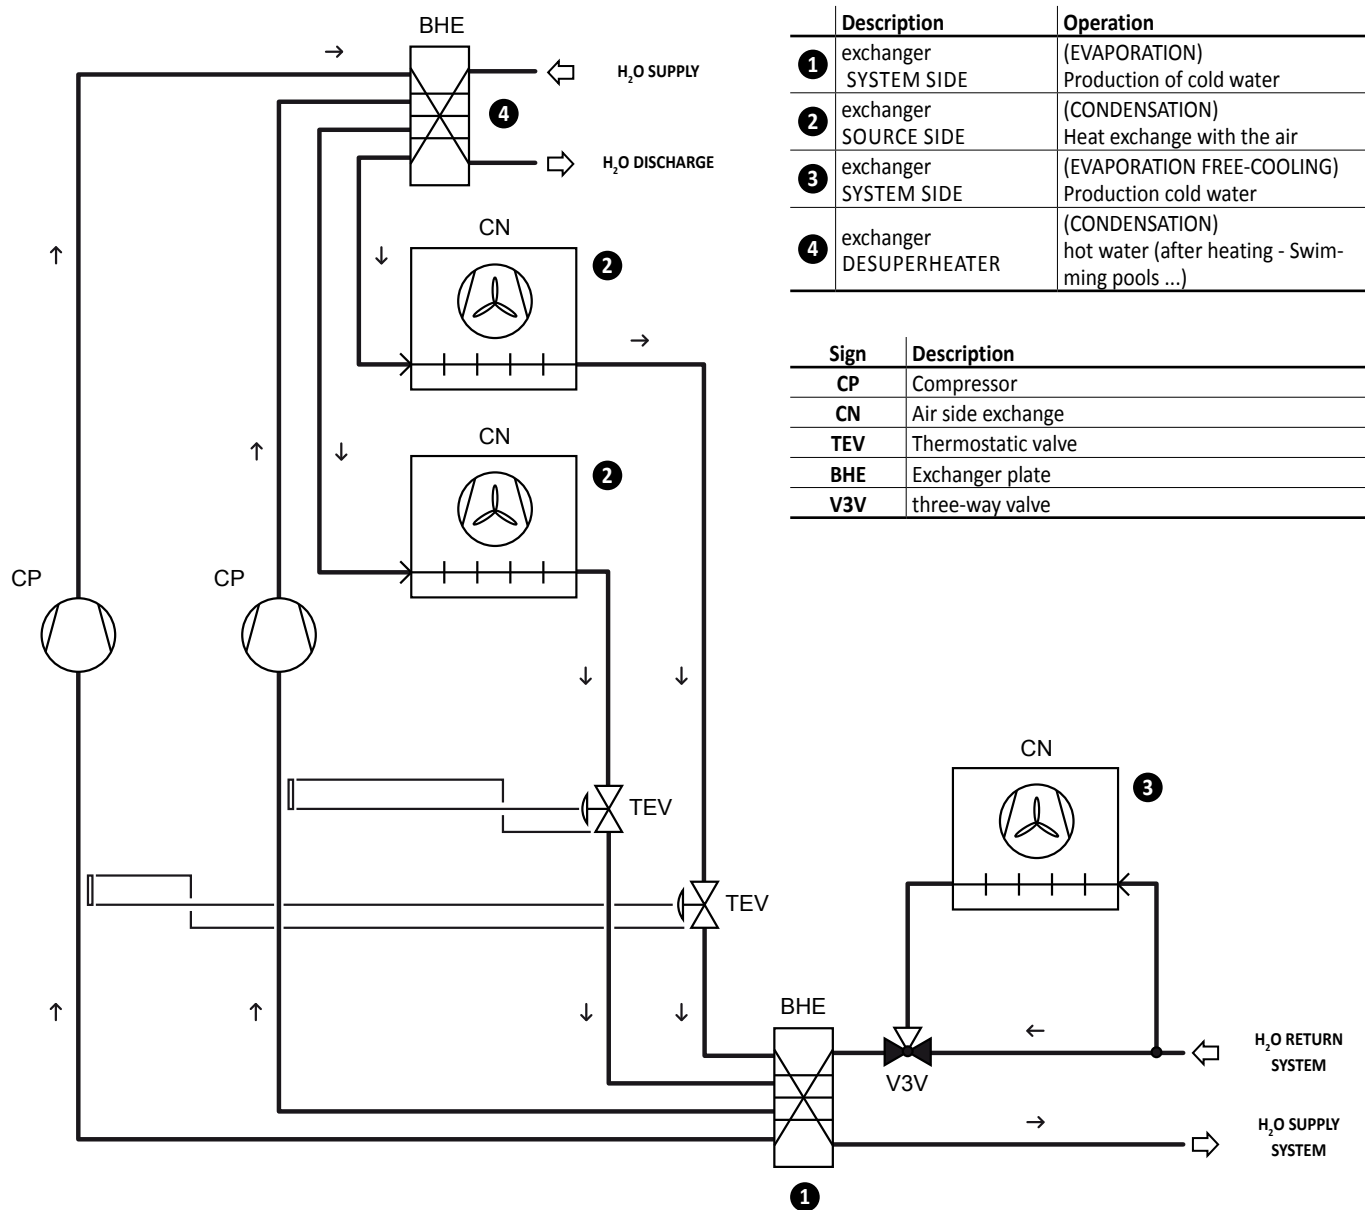 BHE
H₂O SUPPLY
4
H₂O DISCHARGE
CN
2
CN
2
CP
CP
TEV
TEV
CN
3
BHE
V3V
H₂O RETURN
SYSTEM
H₂O SUPPLY
SYSTEM
1
Description Operation
1 exchanger (EVAPORATION)
SYSTEM SIDE Production of cold water
2 exchanger (CONDENSATION)
SOURCE SIDE Heat exchange with the air
3 exchanger (EVAPORATION FREE-COOLING)
SYSTEM SIDE Production cold water
4 exchanger (CONDENSATION)
DESUPERHEATER hot water (after heating - Swim-
ming pools ...)
Sign Description
CP Compressor
CN Air side exchange
TEV Thermostatic valve
BHE Exchanger plate
V3V three-way valve